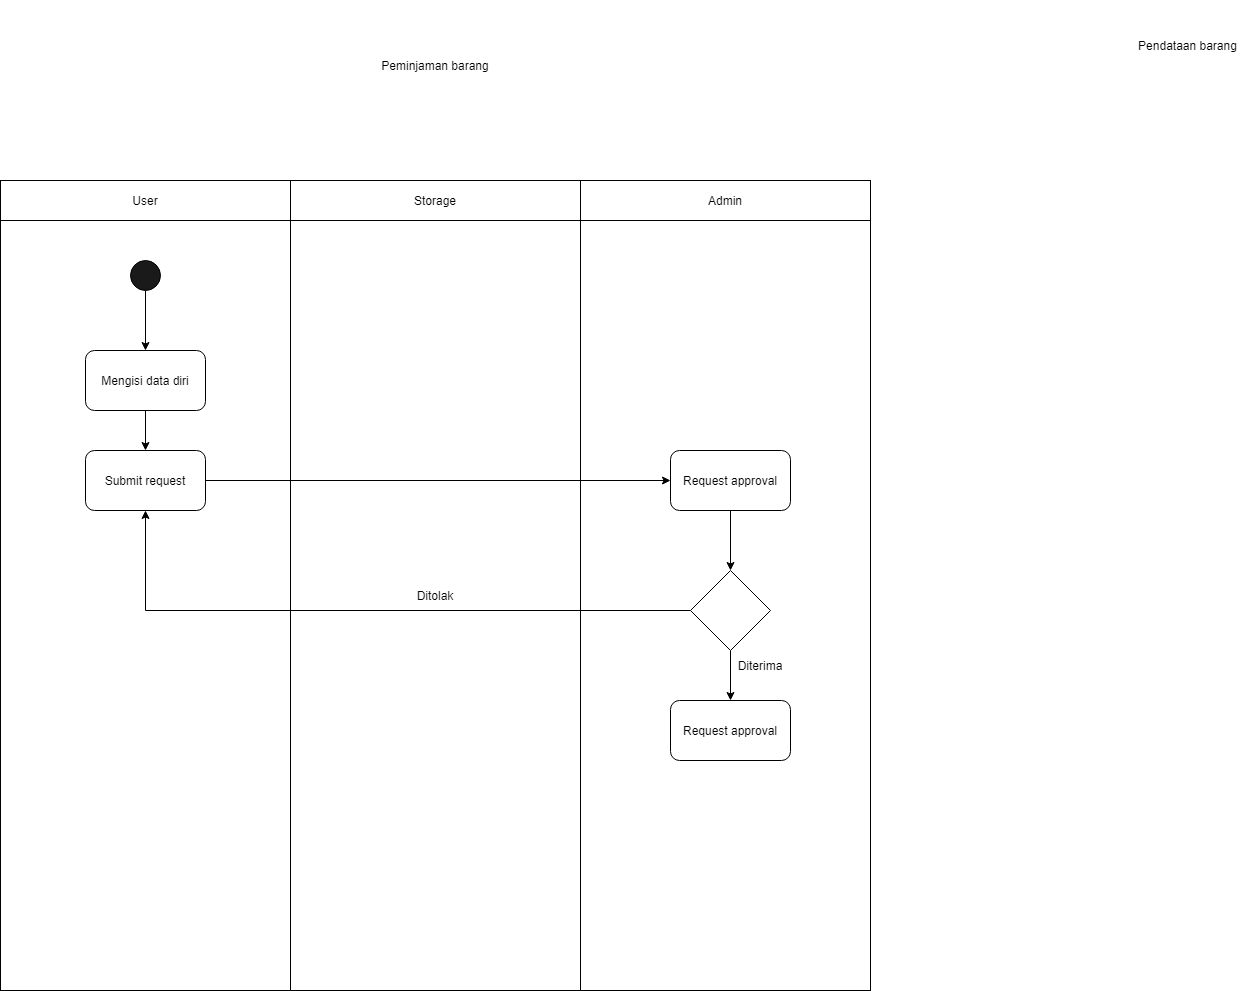 Pendataan barang
Peminjaman barang
User
Storage
Admin
Mengisi data diri
Submit request
Request approval
Ditolak
Diterima
Request approval